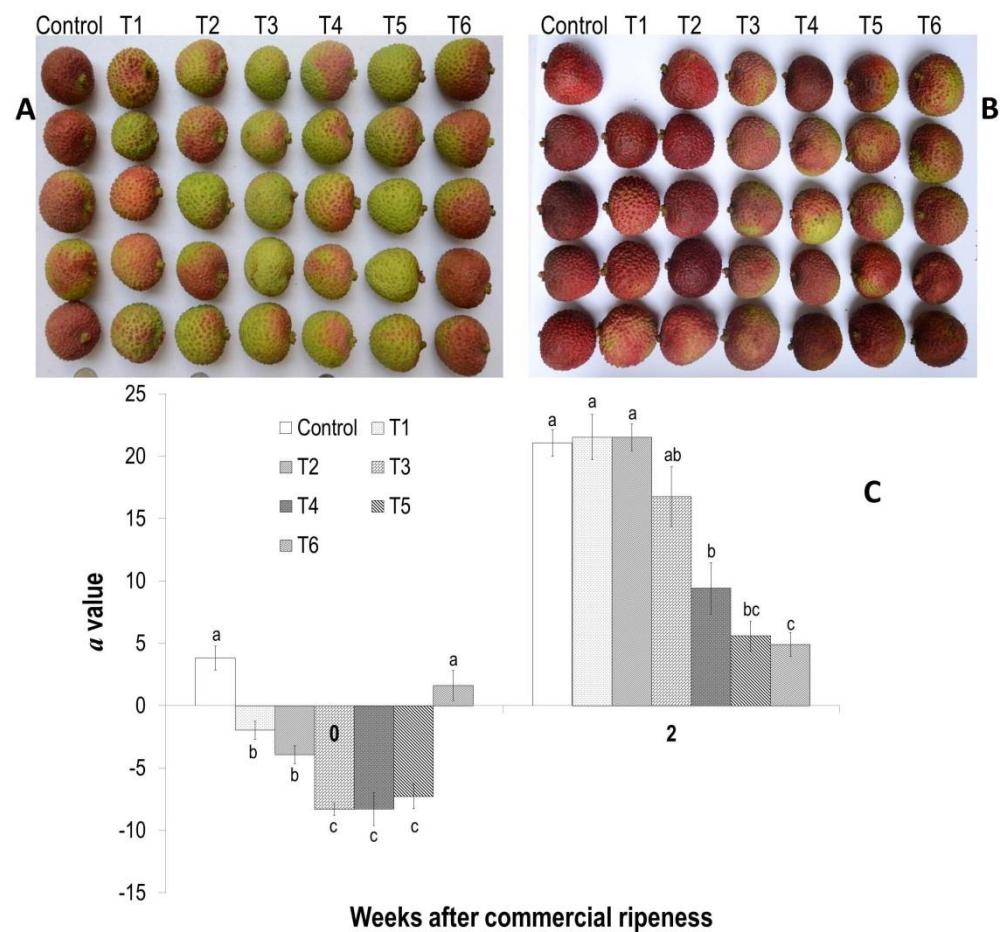 Control T1 T2 T3 T4 T5 T6
Control T1 T2 T3 T4 T5 T6
A
B
25
20
15
10
5
0
-5
-10
-15
a value
Control
T1
T2
T3
T4
T5
T6
C
a
b
b
c
c
c
a
0
a
a
a
ab
b
bc
c
2
Weeks after commercial ripeness